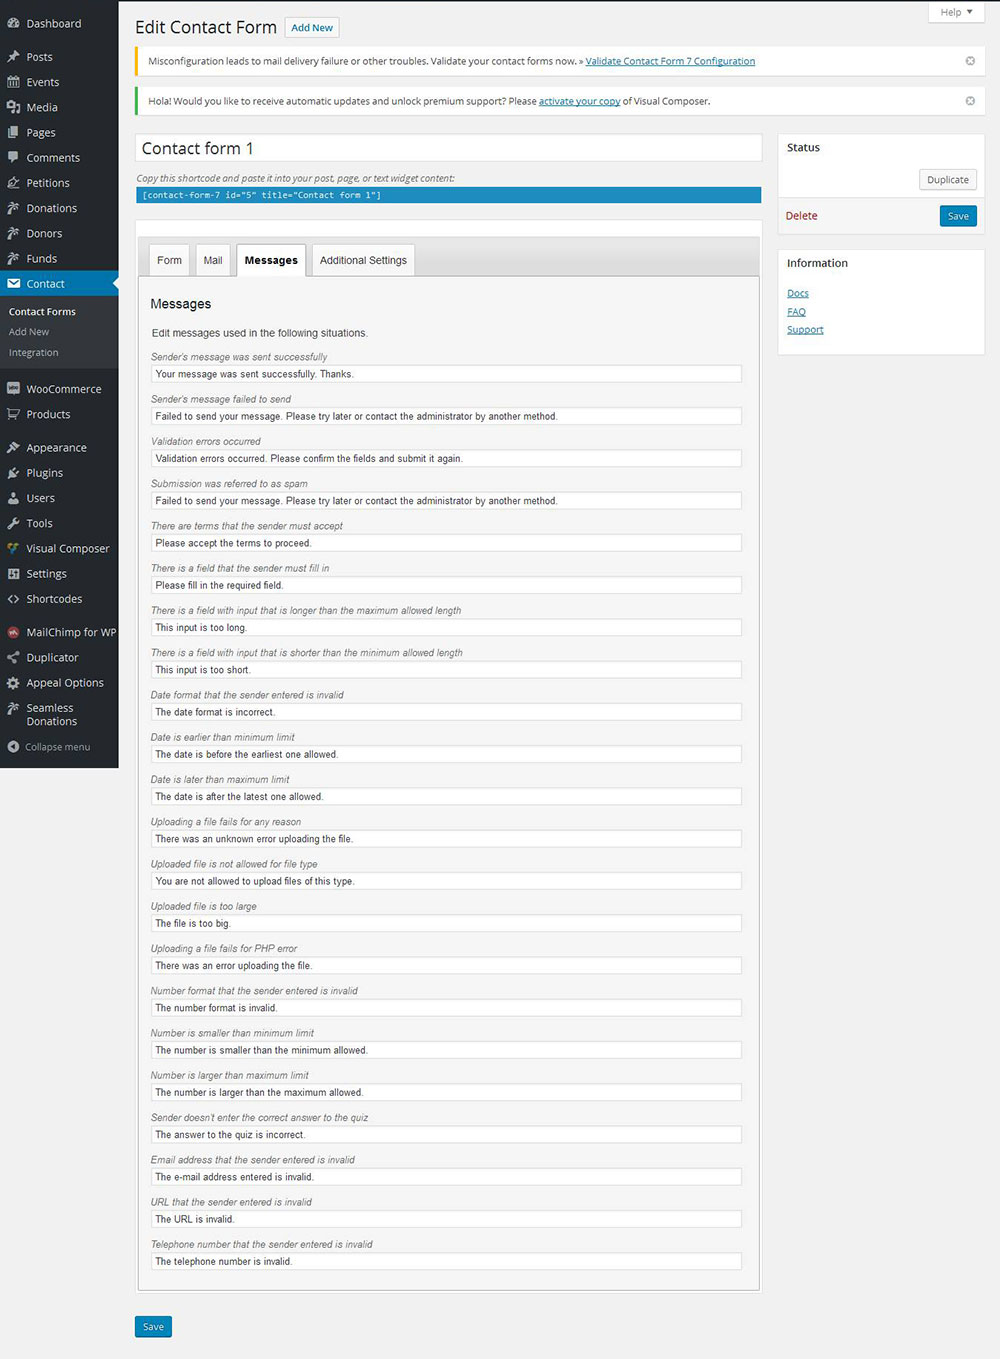 Dashboard
Posts
Events
Media
Pages
Comments
Petitions
Donations
Donors
Funds
Contact
Contact Forms
Add New
Integration
WooCommerce
Products
Appearance
Plugins
Users
Tools
Visual Composer
Settings
Shortcodes
MailChimp for WP
Duplicator
Appeal Options
Seamless
Donations
Collapse menu
Help
Edit Contact Form Add New
Misconfiguration leads to mail delivery failure or other troubles. Validate your contact forms now. » Validate Contact Form 7 Configuration
Hola! Would you like to receive automatic updates and unlock premium support? Please activate your copy of Visual Composer.
Contact form 1
Copy this shortcode and paste it into your post, page, or text widget content:
[contact-form-7 id="5" title="Contact form 1"]
Form Mail Messages Additional Settings
Messages
Edit messages used in the following situations.
Sender's message was sent successfully
Your message was sent successfully. Thanks.
Sender's message failed to send
Failed to send your message. Please try later or contact the administrator by another method.
Validation errors occurred
Validation errors occurred. Please confirm the fields and submit it again.
Submission was referred to as spam
Failed to send your message. Please try later or contact the administrator by another method.
There are terms that the sender must accept
Please accept the terms to proceed.
There is a field that the sender must fill in
Please fill in the required field.
There is a field with input that is longer than the maximum allowed length
This input is too long.
There is a field with input that is shorter than the minimum allowed length
This input is too short.
Date format that the sender entered is invalid
The date format is incorrect.
Date is earlier than minimum limit
The date is before the earliest one allowed.
Date is later than maximum limit
The date is after the latest one allowed.
Uploading a file fails for any reason
There was an unknown error uploading the file.
Uploaded file is not allowed for file type
You are not allowed to upload files of this type.
Uploaded file is too large
The file is too big.
Uploading a file fails for PHP error
There was an error uploading the file.
Number format that the sender entered is invalid
The number format is invalid.
Number is smaller than minimum limit
The number is smaller than the minimum allowed.
Number is larger than maximum limit
The number is larger than the maximum allowed.
Sender doesn't enter the correct answer to the quiz
The answer to the quiz is incorrect.
Email address that the sender entered is invalid
The e-mail address entered is invalid.
URL that the sender entered is invalid
The URL is invalid.
Telephone number that the sender entered is invalid
The telephone number is invalid.
Save
Status
Duplicate
Delete Save
Information
Docs
FAQ
Support